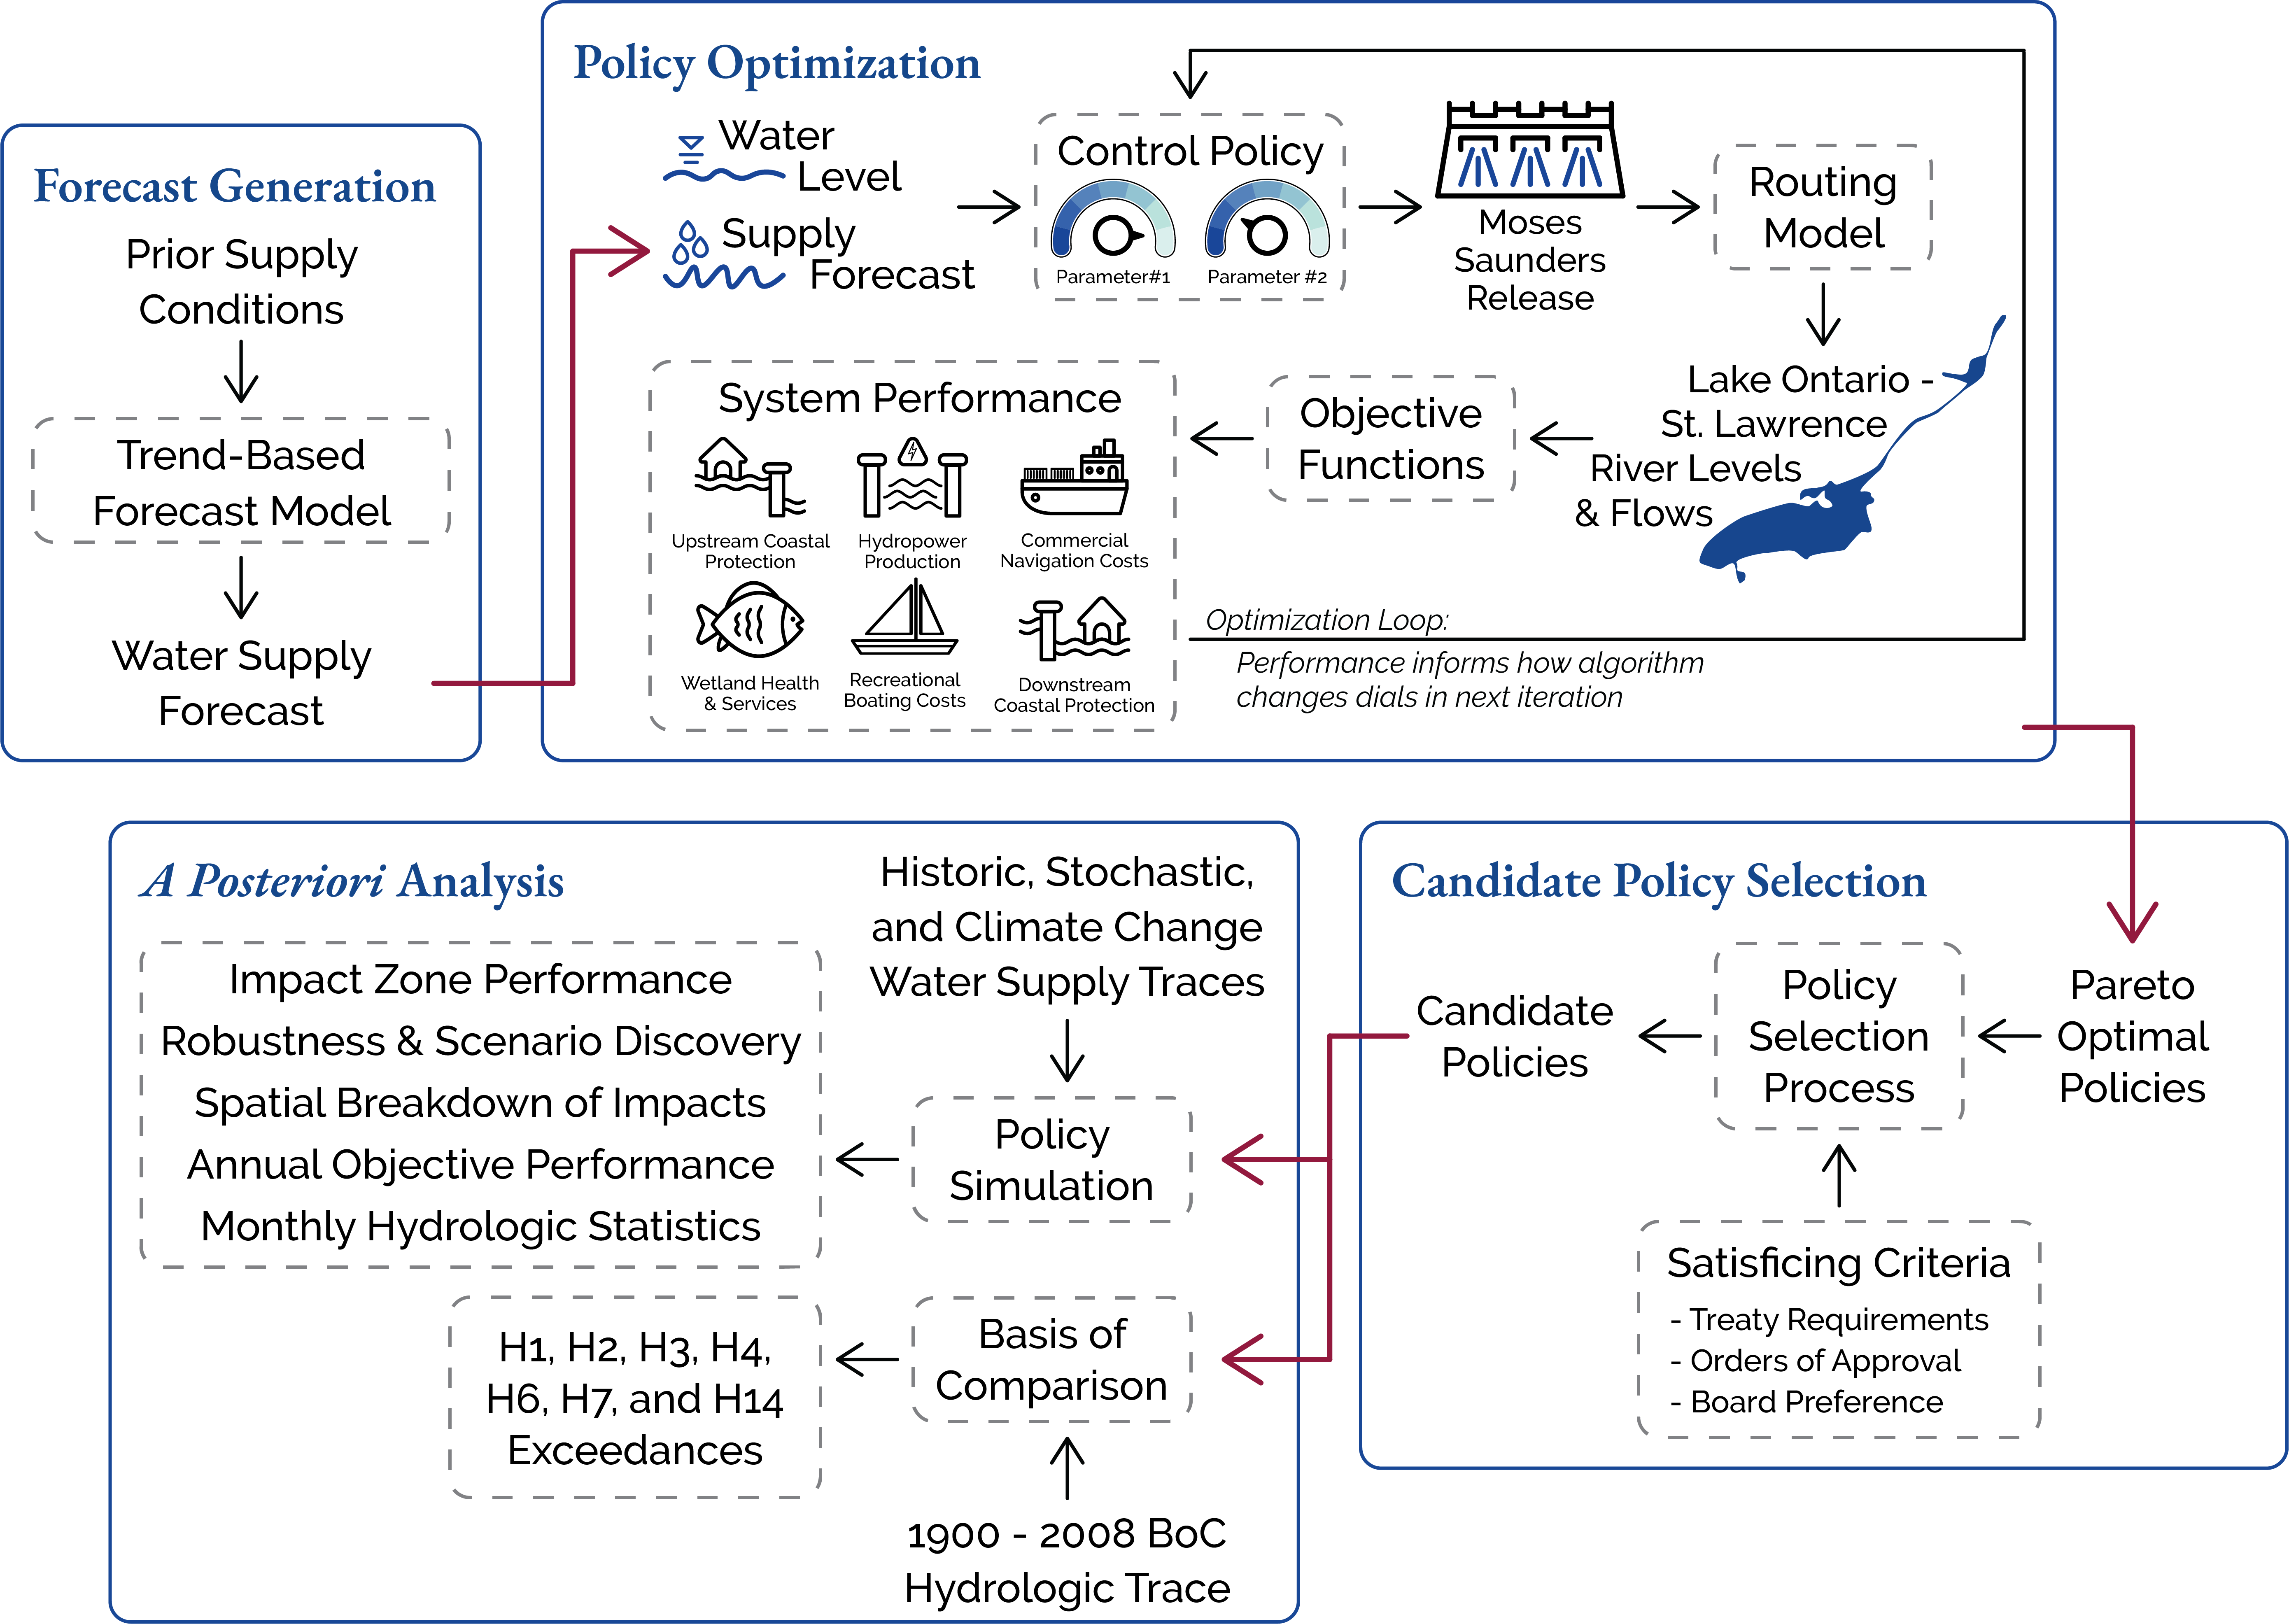 Forecast Generation
Prior Supply
Conditions
Trend-Based
Forecast Model
Water Supply
Forecast
Policy Optimization
Water
Level
Supply
Forecast
Control Policy
Parameter#1
Parameter #2
Moses
Saunders
Release
Routing
Model
Lake Ontario -
St. Lawrence
River Levels
& Flows
Objective
Functions
System Performance
Upstream Coastal
Protection
Hydropower
Production
Commercial
Navigation Costs
Wetland Health
& Services
Recreational
Boating Costs
Downstream
Coastal Protection
Optimization Loop:
Performance informs how algorithm
changes dials in next iteration
Candidate Policy Selection
Pareto
Optimal
Policies
Policy
Selection
Process
Satisficing Criteria
- Treaty Requirements
- Orders of Approval
- Board Preference
Candidate
Policies
A Posteriori Analysis
Historic, Stochastic,
and Climate Change
Water Supply Traces
Policy
Simulation
Impact Zone Performance
Robustness & Scenario Discovery
Spatial Breakdown of Impacts
Annual Objective Performance
Monthly Hydrologic Statistics
Basis of
Comparison
H1, H2, H3, H4,
H6, H7, and H14
Exceedances
1900 - 2008 BoC
Hydrologic Trace